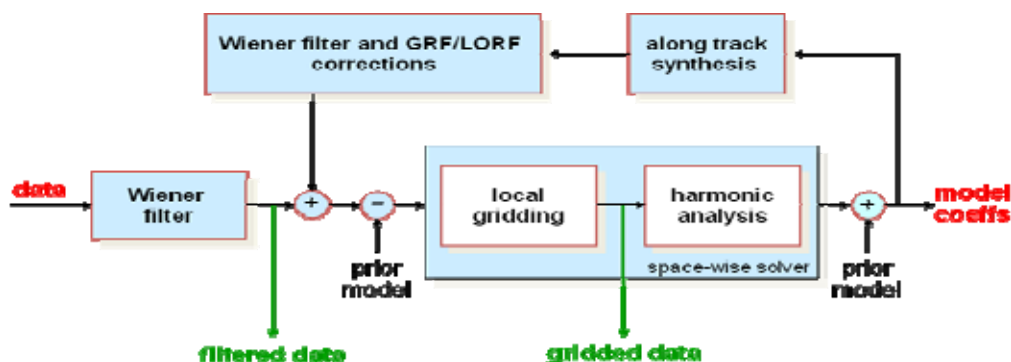 Wiener filter and GRF/LORF
corrections
along track
synthesis
data
Wiener
filter
+
−
local
gridding
harmonic
analysis
+
model
coeffs
prior
model
space-wise solver
prior
model
filtered data
gridded data